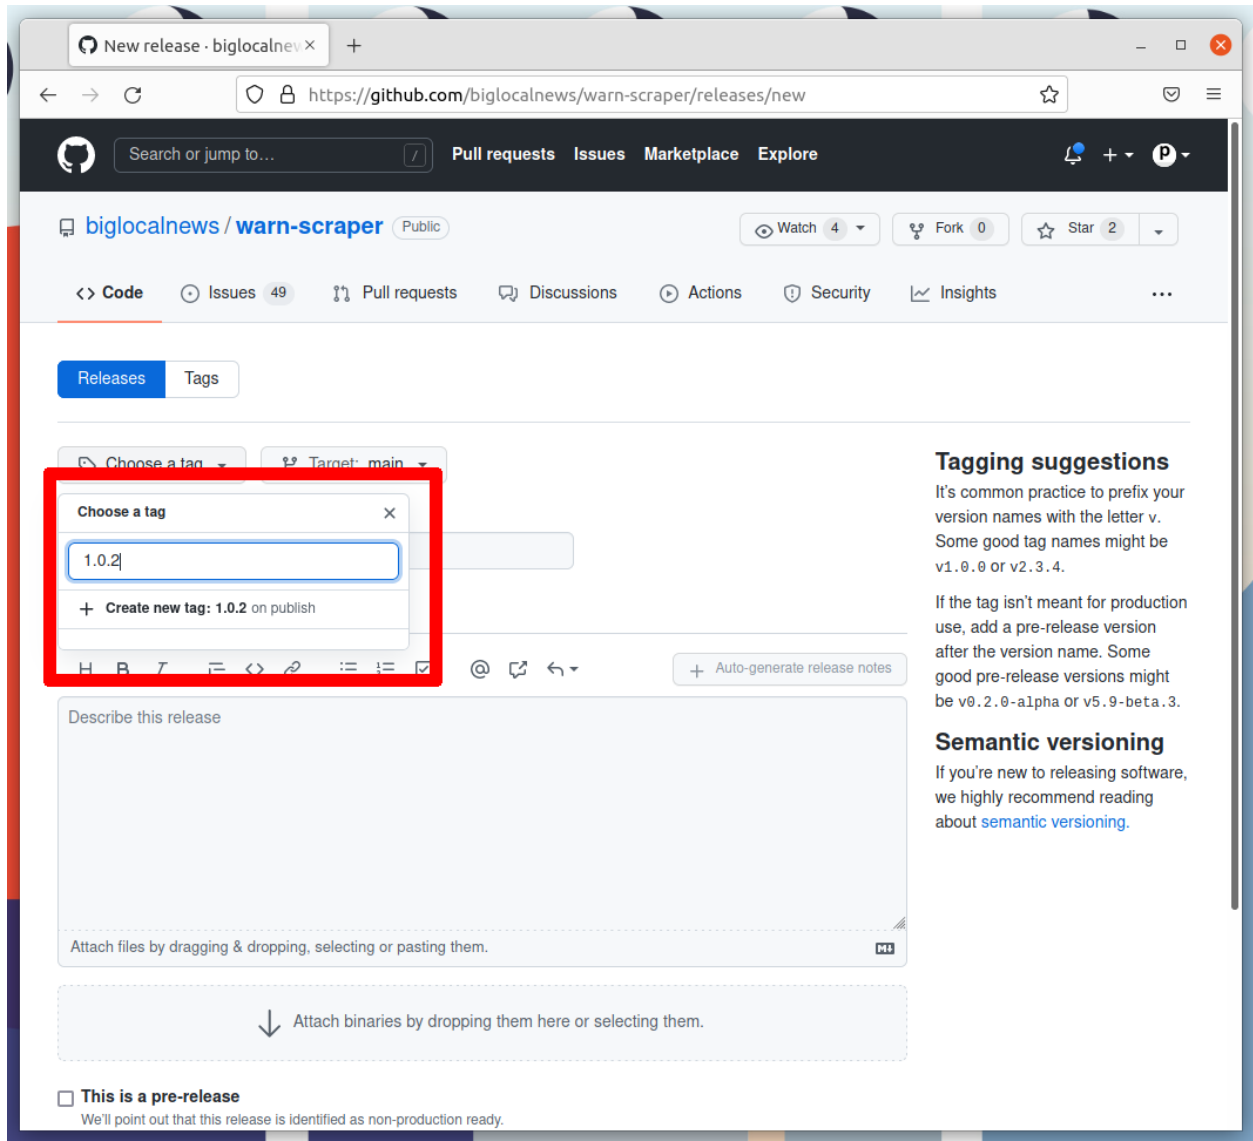 New release · biglocalnew
https://github.com/biglocalnews/warn-scraper/releases/new
Search or jump to... / Pull requests Issues Marketplace Explore
biglocalnews / warn-scraper Public
Watch 4 Fork 0 Star 2
Code Issues 49 Pull requests Discussions Actions Security Insights
Releases Tags
Choose a tag Target: main
Choose a tag
1.0.2
+ Create new tag: 1.0.2 on publish
H B I
+ Auto-generate release notes
Describe this release
Attach files by dragging & dropping, selecting or pasting them.
Attach binaries by dropping them here or selecting them.
This is a pre-release
We'll point out that this release is identified as non-production ready.
Tagging suggestions
It's common practice to prefix your
version names with the letter v.
Some good tag names might be
v1.0.0 or v2.3.4.
If the tag isn't meant for production
use, add a pre-release version
after the version name. Some
good pre-release versions might
be v0.2.0-alpha or v5.9-beta.3.
Semantic versioning
If you're new to releasing software,
we highly recommend reading
about semantic versioning.